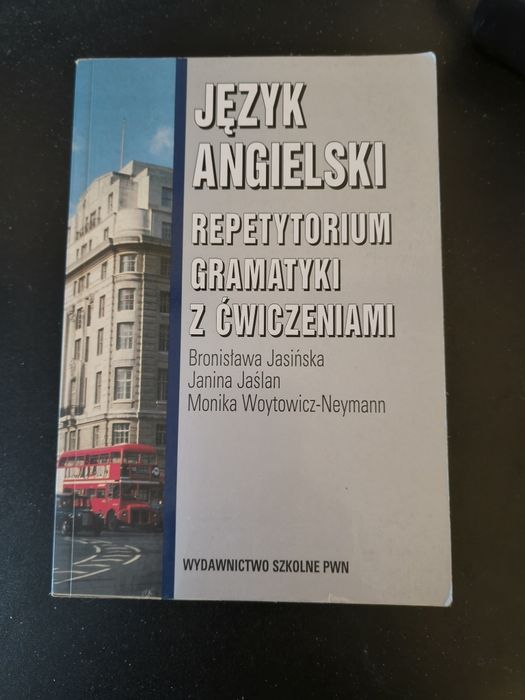 JĘZYK
ANGIELSKI
REPETYTORIUM
GRAMATYKI
Z ĆWICZENIAMI
Bronisława Jasińska
Janina Jaślan
Monika Woytowicz-Neymann
WYDAWNICTWO SZKOLNE PWN